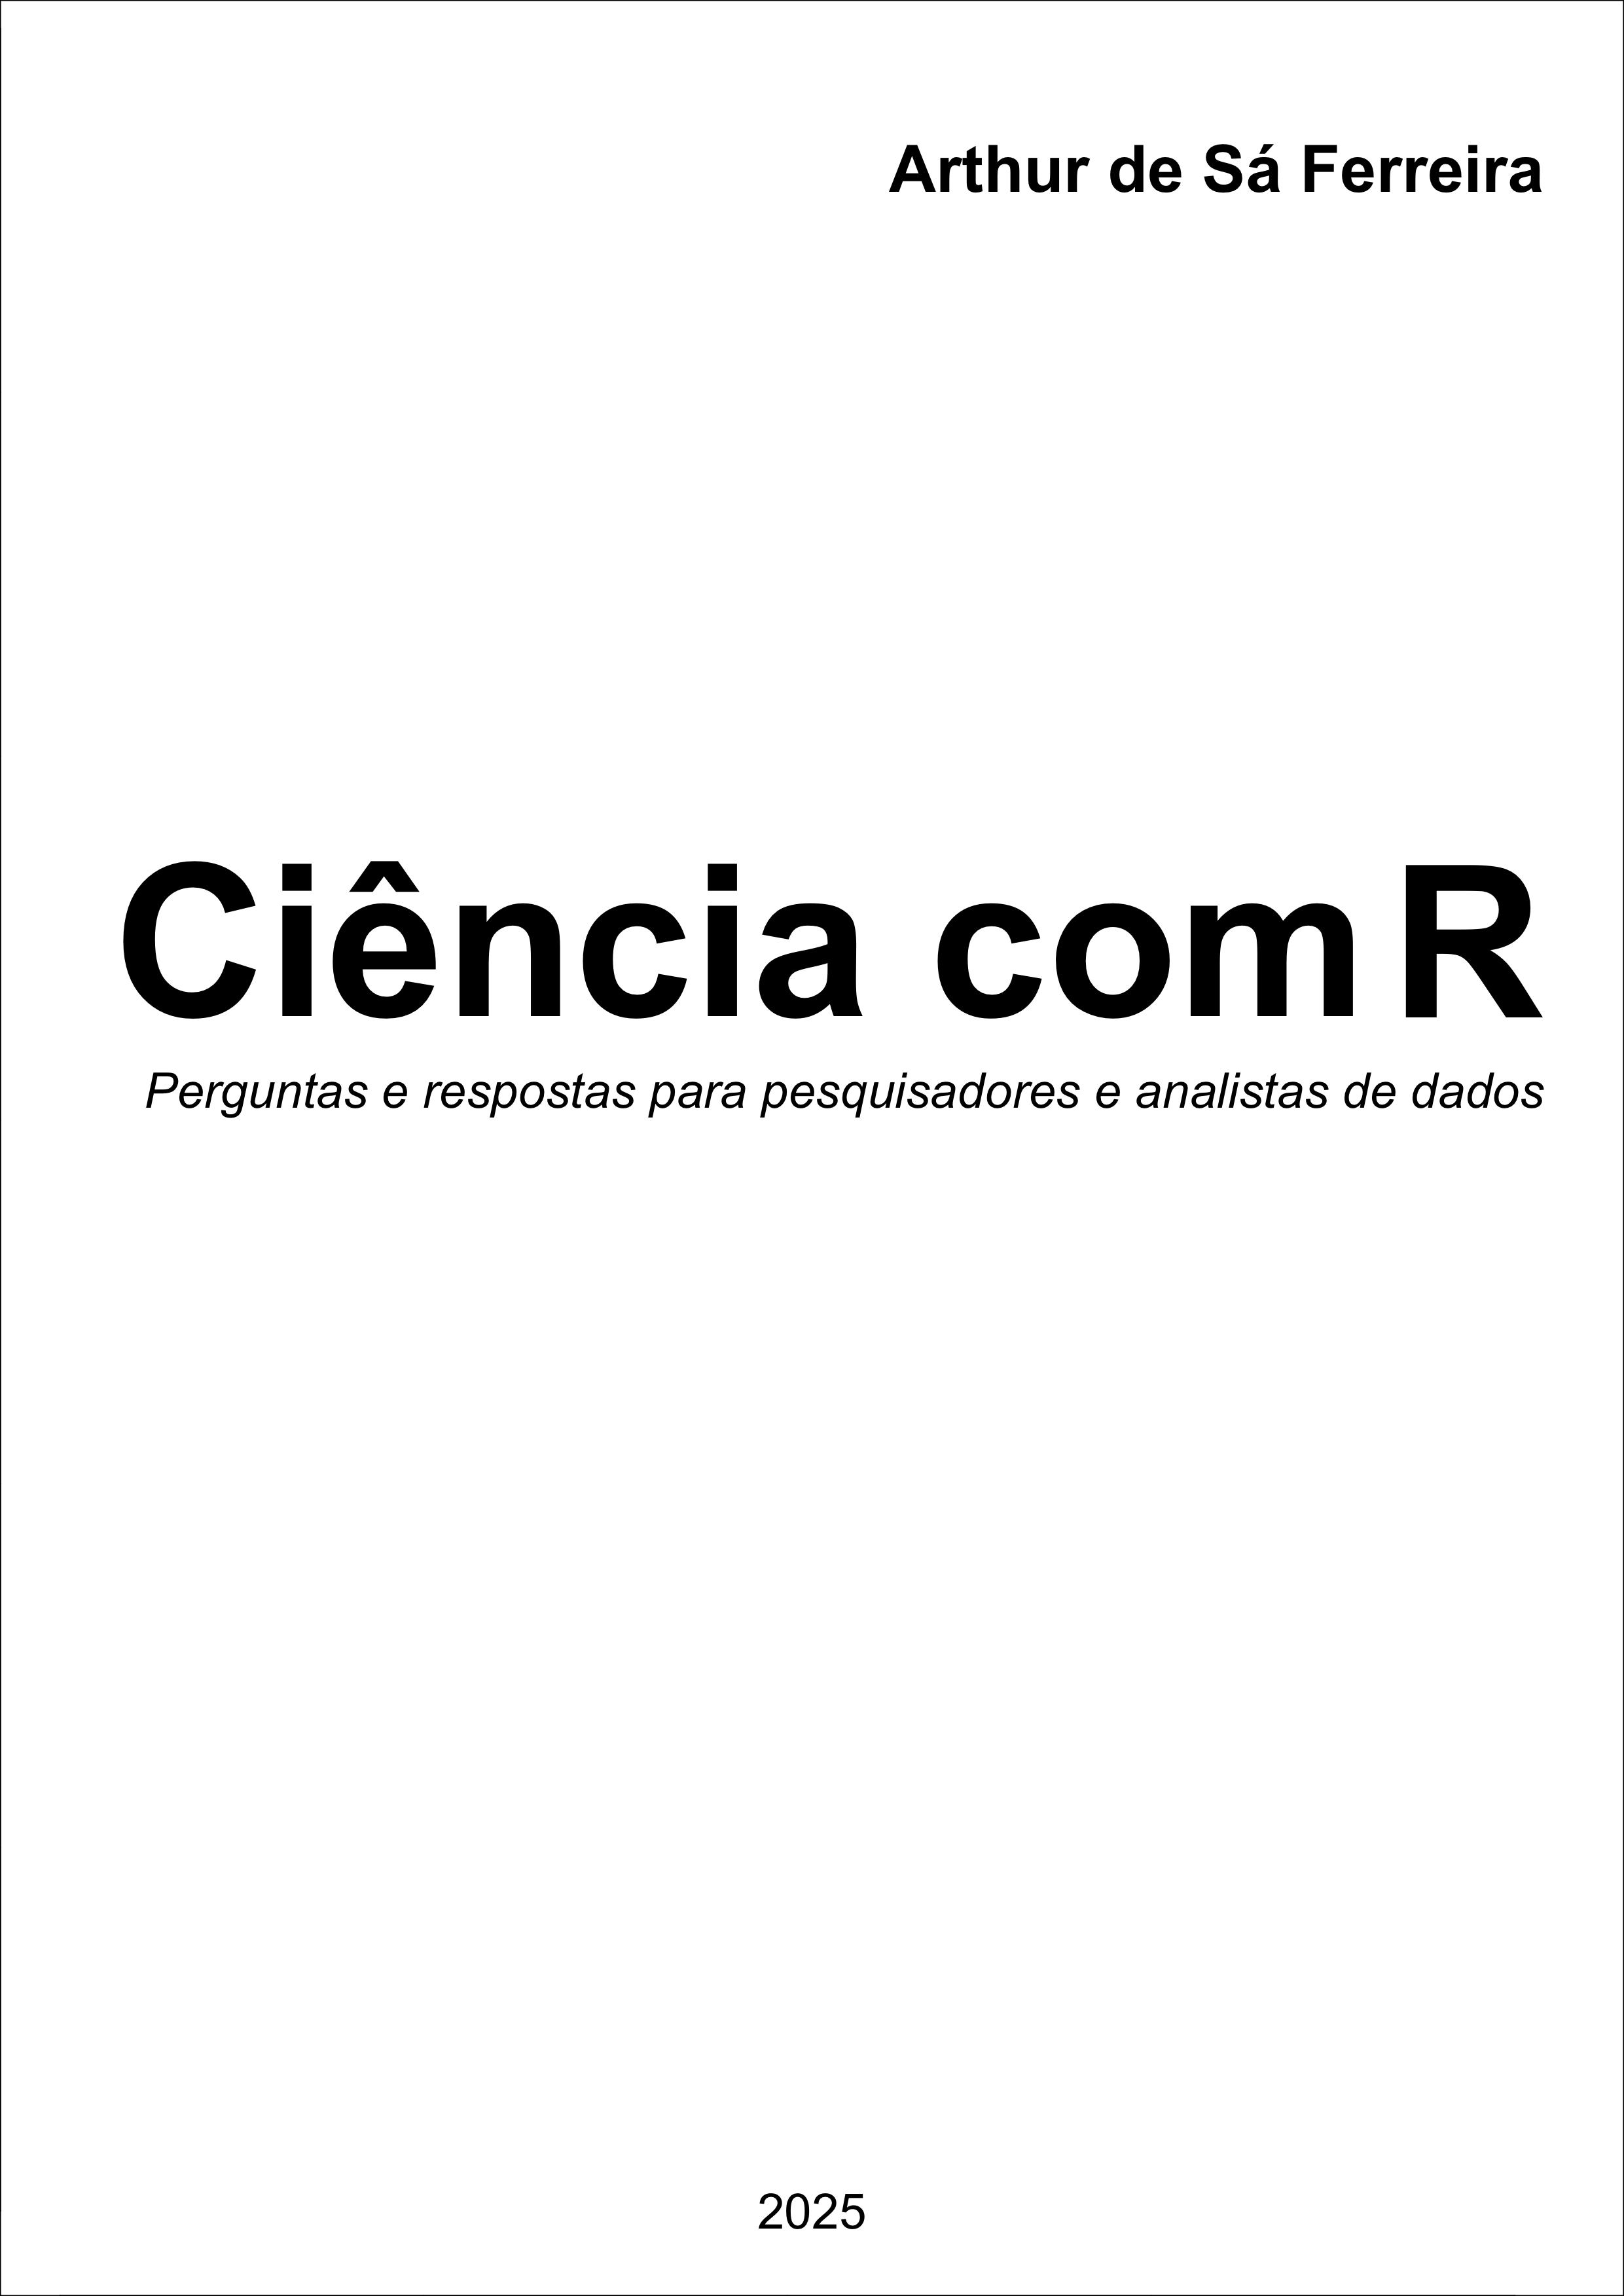 Arthur de Sá Ferreira
Ciência com R
Perguntas e respostas para pesquisadores e analistas de dados
2025